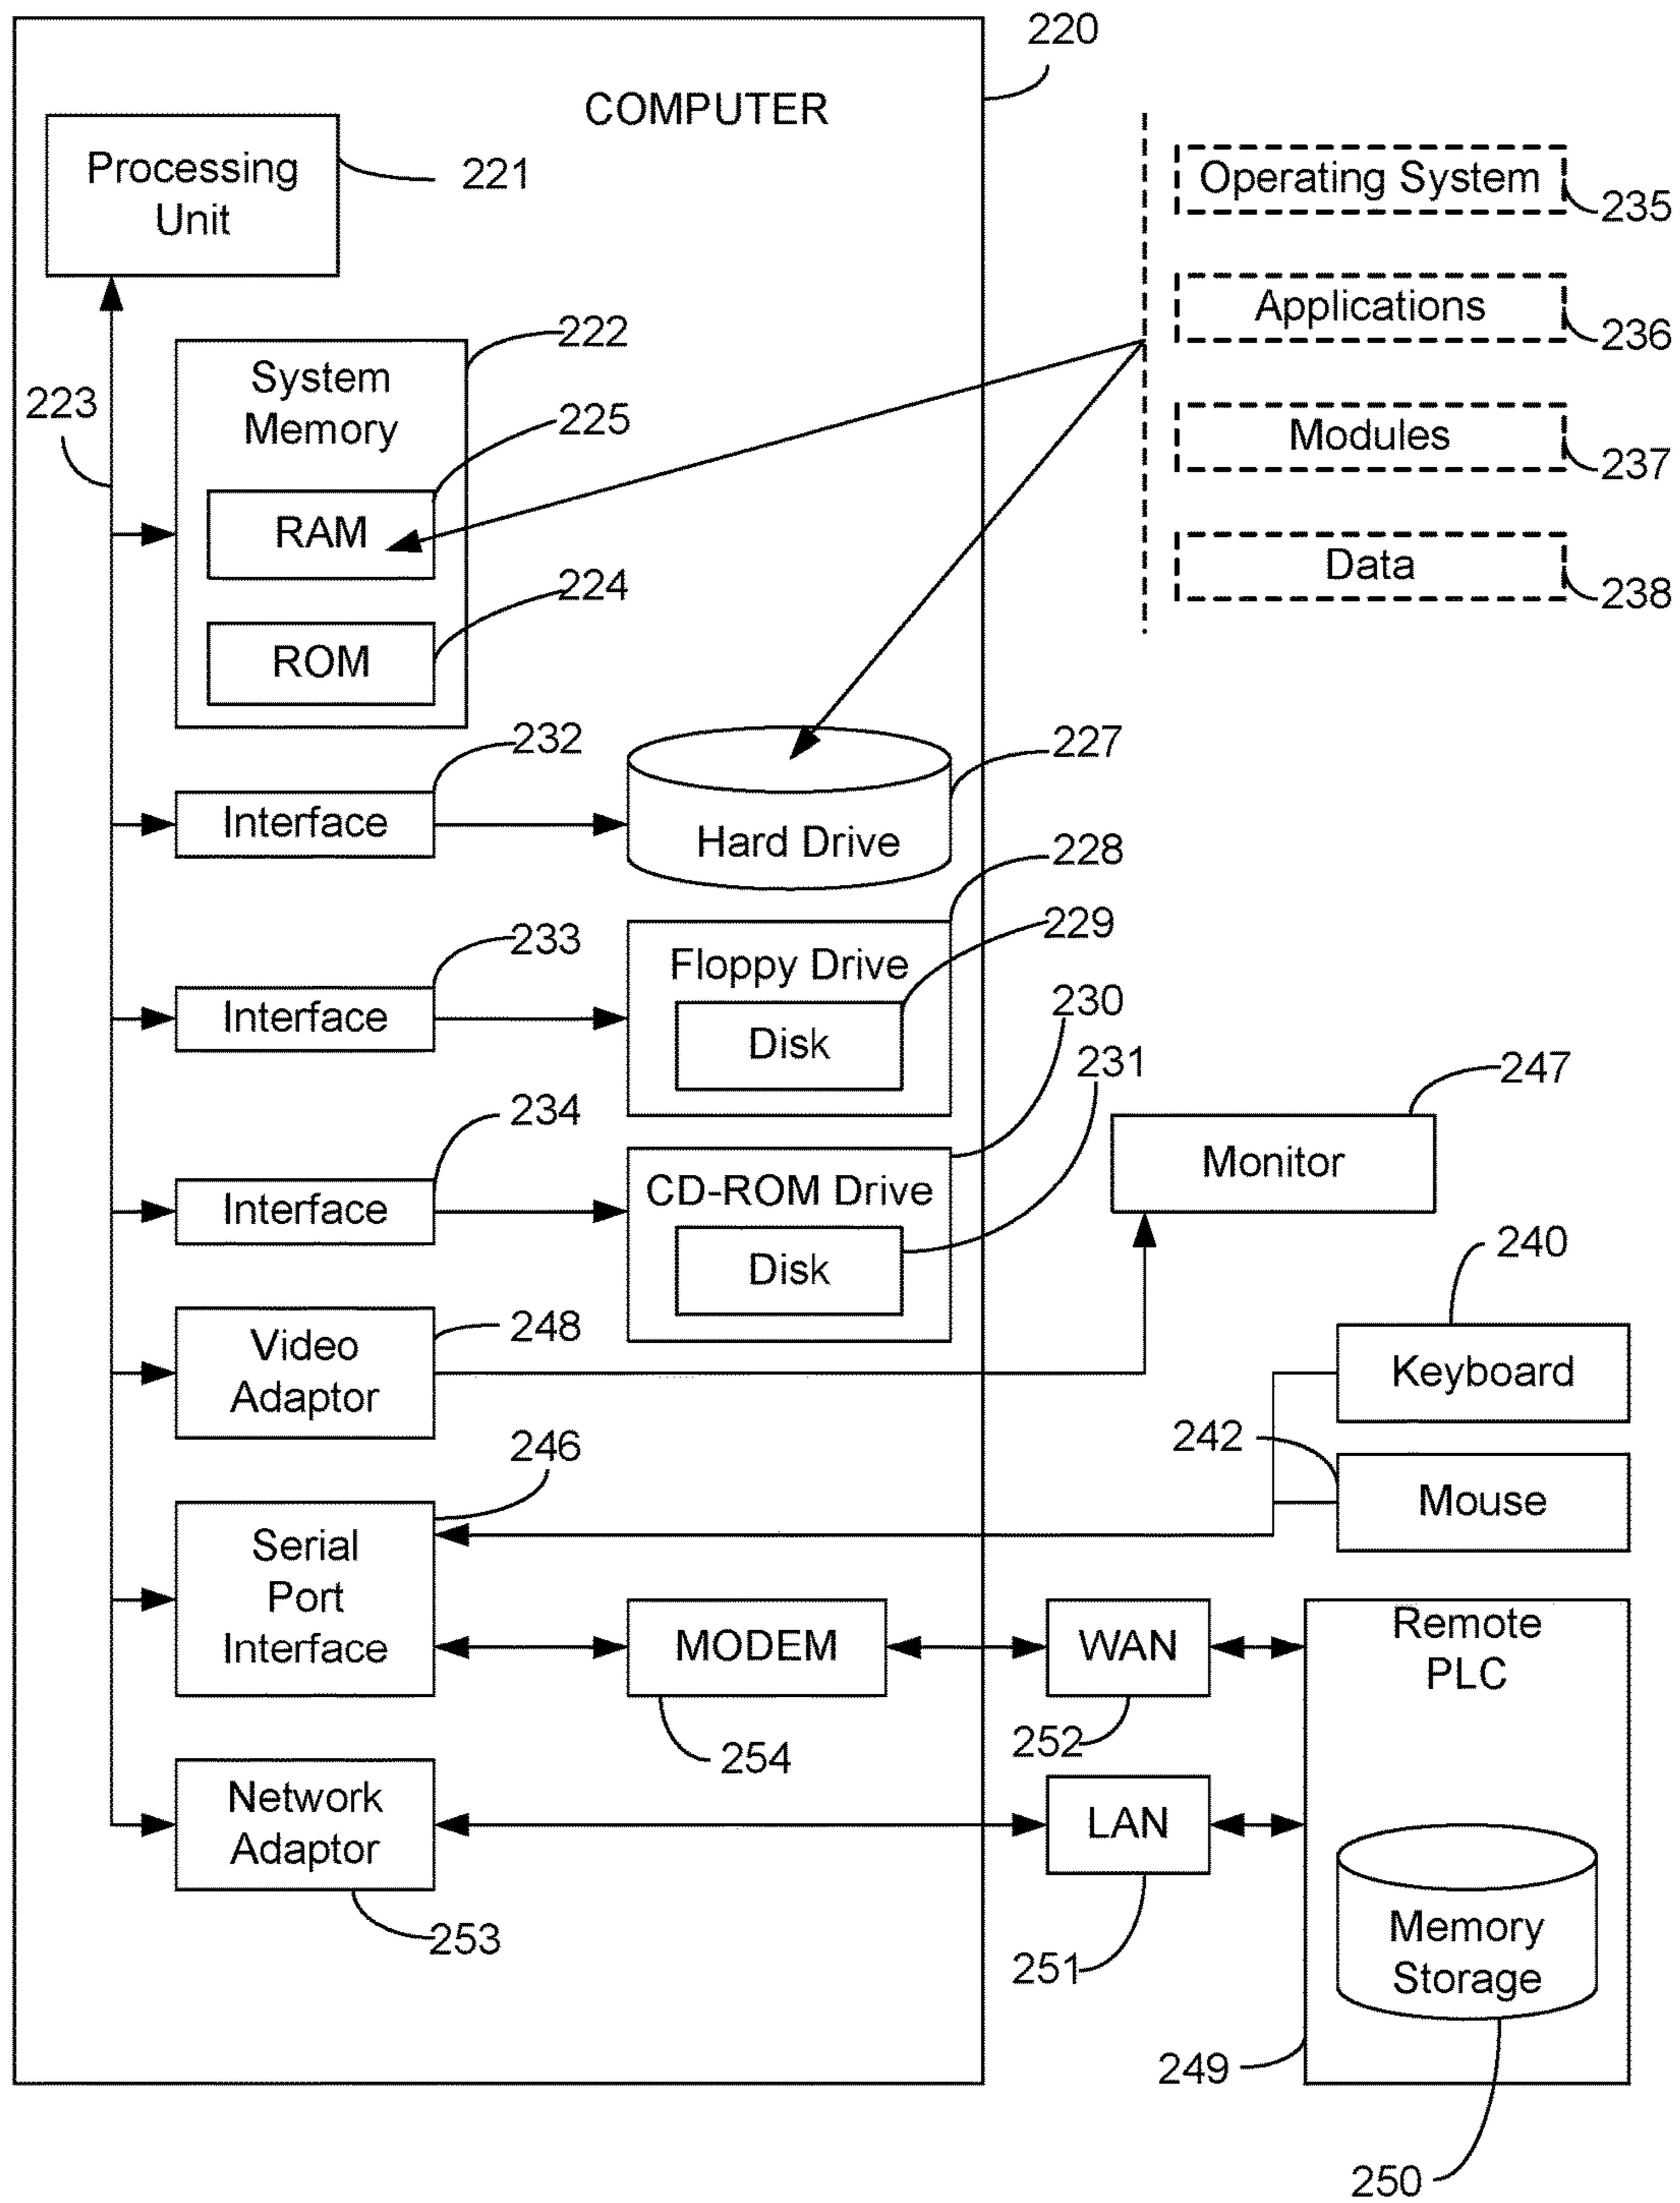 220
COMPUTER
Processing
Unit
221
Operating System
235
Applications
236
Modules
237
Data
238
222
System
Memory
223
225
RAM
224
ROM
232
Interface
227
Hard Drive
228
233
Interface
229
Floppy Drive
Disk
230
231
234
Interface
CD-ROM Drive
Disk
247
Monitor
248
Video
Adaptor
240
Keyboard
242
Mouse
246
Serial
Port
Interface
MODEM
254
WAN
252
Remote
PLC
Network
Adaptor
253
LAN
251
Memory
Storage
249
250